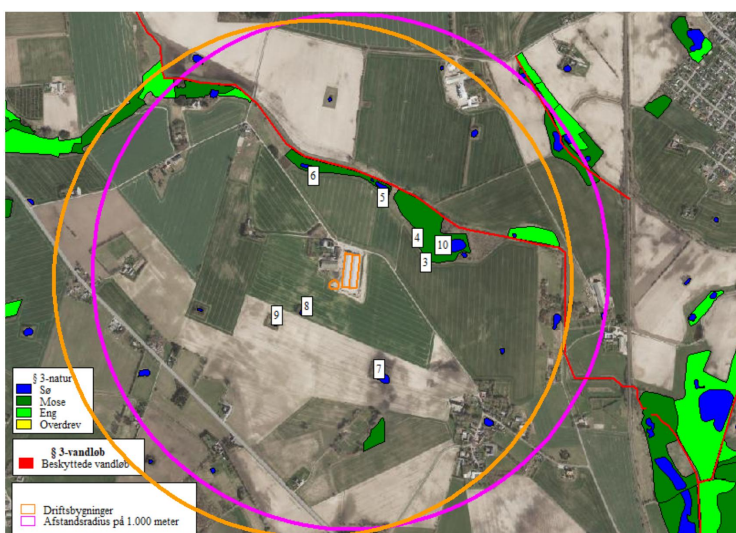 6
5
4
10
3
8
9
7
§ 3-natur
Sø
Mose
Eng
Overdrev
§ 3-vandløb
Beskyttede vandløb
Driftsbygninger
Afstandsradius på 1.000 meter